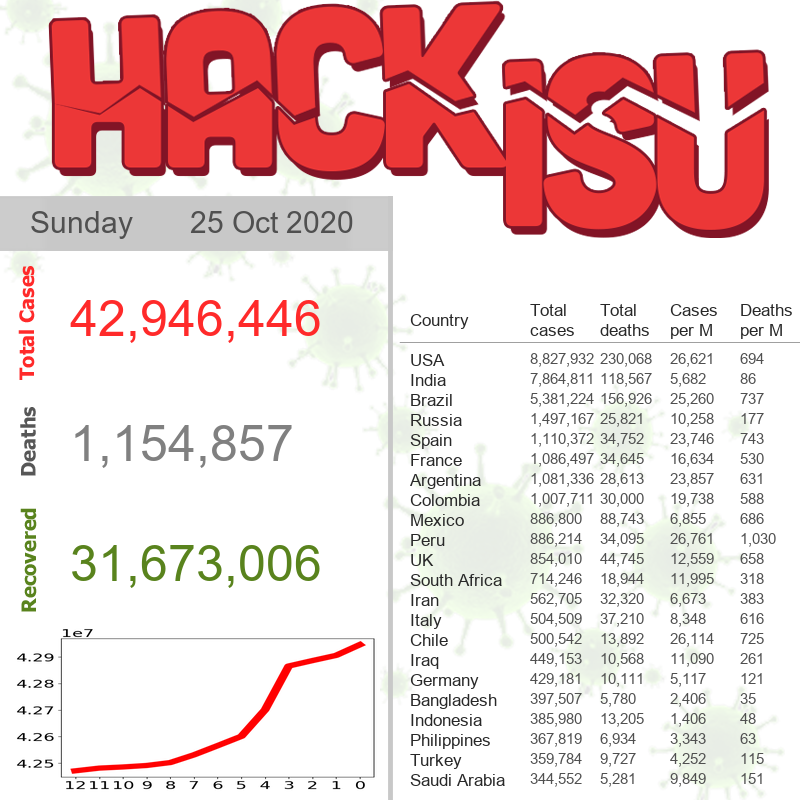 HACK ISU
Sunday 25 Oct 2020
Total Cases 42,946,446
Deaths 1,154,857
Recovered 31,673,006
1e7
4.29
4.28
4.27
4.26
4.25
12 11 10 9 8 7 6 5 4 3 2 1 0
Country Total cases Total deaths Cases per M Deaths per M
USA 8,827,932 230,068 26,621 694
India 7,864,811 118,567 5,682 86
Brazil 5,381,224 156,926 25,260 737
Russia 1,497,167 25,821 10,258 177
Spain 1,110,372 34,752 23,746 743
France 1,086,497 34,645 16,634 530
Argentina 1,081,336 28,613 23,857 631
Colombia 1,007,711 30,000 19,738 588
Mexico 886,800 88,743 6,855 686
Peru 886,214 34,095 26,761 1,030
UK 854,010 44,745 12,559 658
South Africa 714,246 18,944 11,995 318
Iran 562,705 32,320 6,673 383
Italy 504,509 37,210 8,348 616
Chile 500,542 13,892 26,114 725
Iraq 449,153 10,568 11,090 261
Germany 429,181 10,111 5,117 121
Bangladesh 397,507 5,780 2,406 35
Indonesia 385,980 13,205 1,406 48
Philippines 367,819 6,934 3,343 63
Turkey 359,784 9,727 4,252 115
Saudi Arabia 344,552 5,281 9,849 151